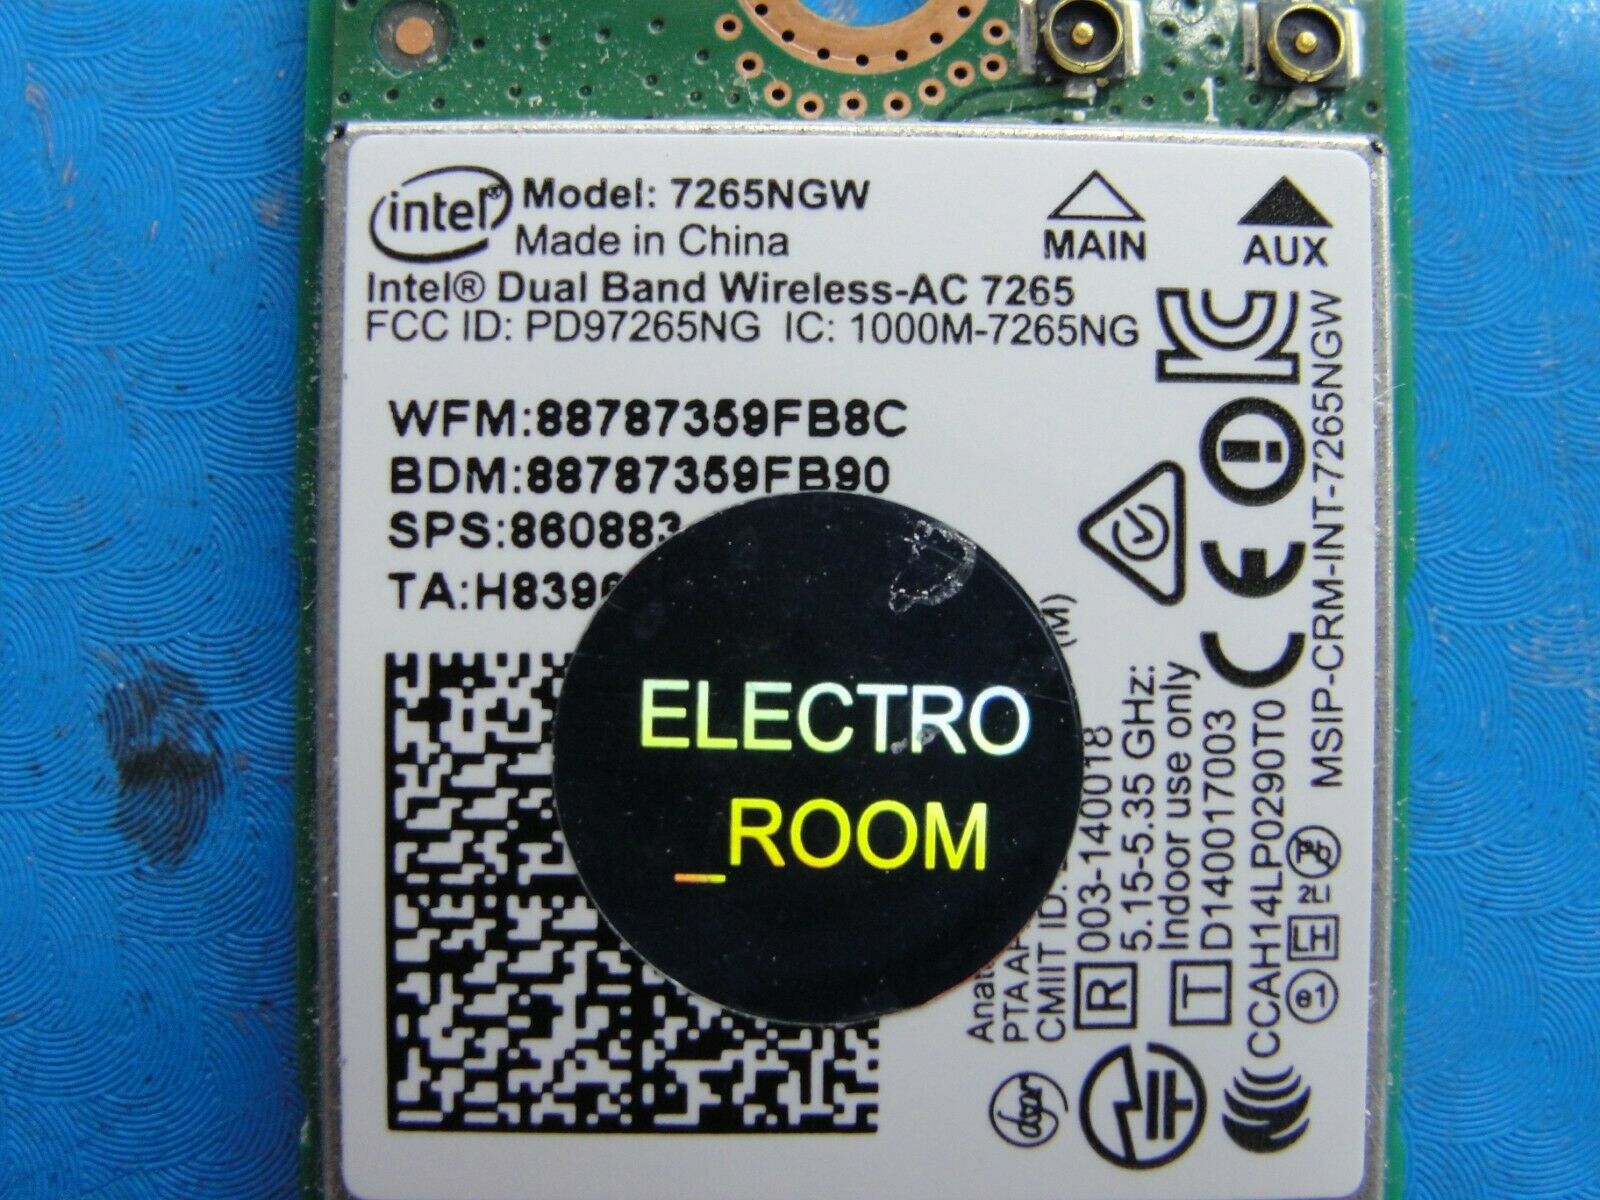 intel® Model: 7265NGW
Made in China
MAIN
AUX
Intel® Dual Band Wireless-AC 7265
FCC ID: PD97265NG IC: 1000M-7265NG
WFM:88787359FB8C
BDM:88787359FB90
SPS:860883
TA:H839
ELECTRO
_ROOM
(M)
CMIIT ID:
R 003-140018
5.15-5.35 GHz:
Indoor use only
T D140017003
CCAH14LP0290T0
MSIP-CRM-INT-7265NGW
1